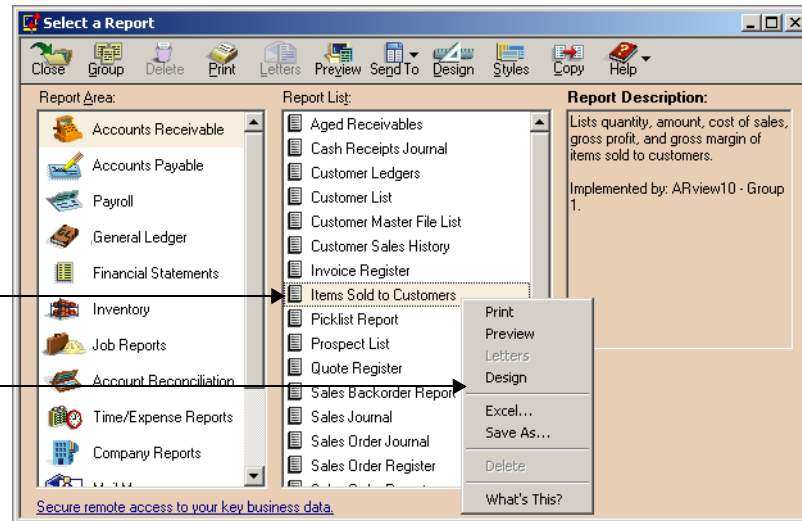 Select a Report
Close Group Delete Print Letters Preview Send To Design Styles Copy Help
Report Area:
Accounts Receivable
Accounts Payable
Payroll
General Ledger
Financial Statements
Inventory
Job Reports
Account Reconciliation
Time/Expense Reports
Company Reports
Report List:
Aged Receivables
Cash Receipts Journal
Customer Ledgers
Customer List
Customer Master File List
Customer Sales History
Invoice Register
Items Sold to Customers
Picklist Report
Prospect List
Quote Register
Sales Backorder Report
Sales Journal
Sales Order Journal
Sales Order Register
Print
Preview
Letters
Design
Excel...
Save As...
Delete
What's This?
Report Description:
Lists quantity, amount, cost of sales,
gross profit, and gross margin of
items sold to customers.
Implemented by: ARview10 - Group
1.
Secure remote access to your key business data.